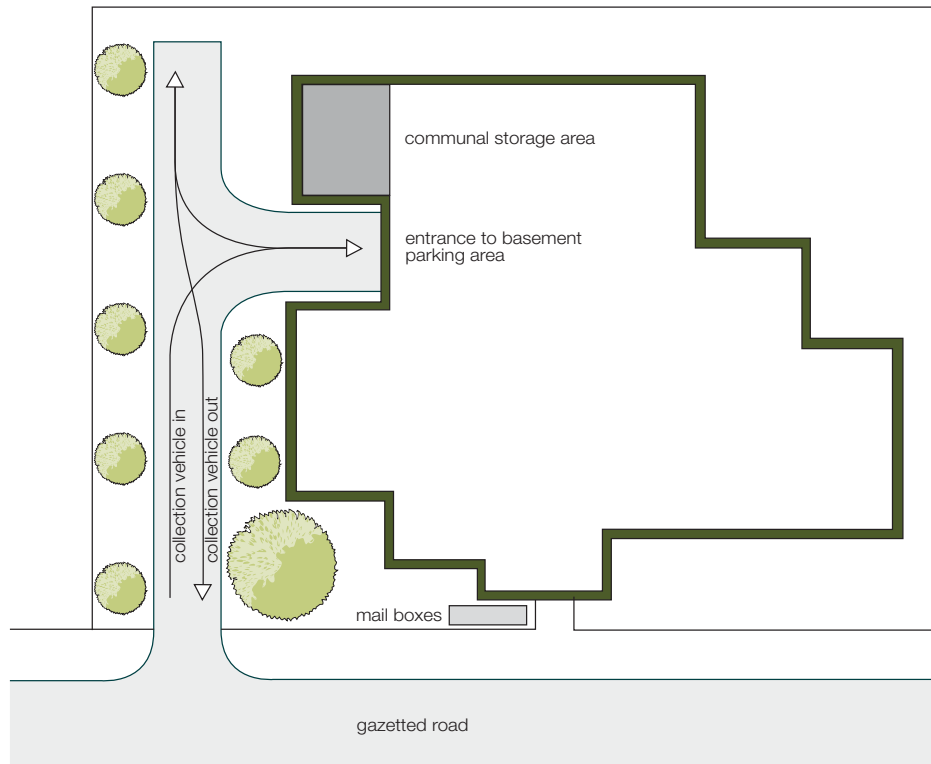 communal storage area
entrance to basement
parking area
collection vehicle in
collection vehicle out
mail boxes
gazetted road